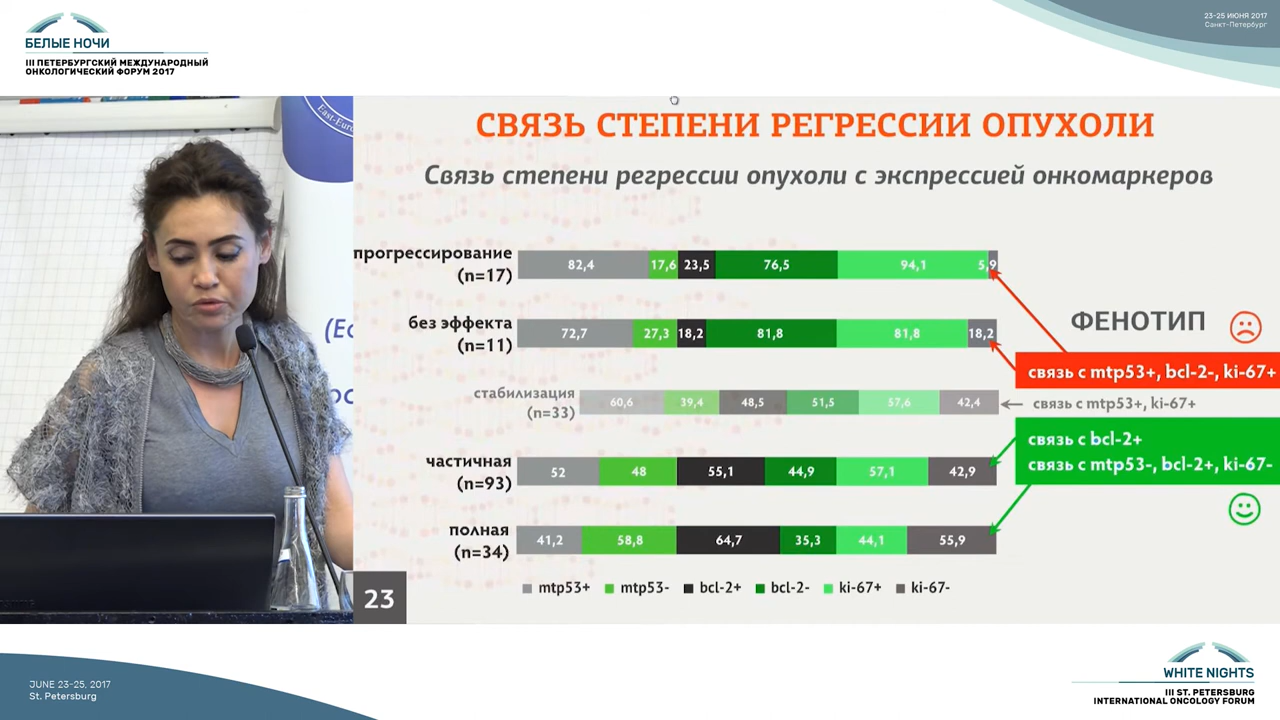 БЕЛЫЕ НОЧИ
III ПЕТЕРБУРГСКИЙ МЕЖДУНАРОДНЫЙ
ОНКОЛОГИЧЕСКИЙ ФОРУМ 2017
23-25 ИЮНЯ 2017
Санкт-Петербург
East-Euro
СВЯЗЬ СТЕПЕНИ РЕГРЕССИИ ОПУХОЛИ
Связь степени регрессии опухоли с экспрессией онкомаркеров
прогрессирование
(n=17)
82,4 17,6 23,5 76,5 94,1 5,9
без эффекта
(n=11)
72,7 27,3 18,2 81,8 81,8 18,2
стабилизация
(n=33)
60,6 39,4 48,5 51,5 57,6 42,4
частичная
(n=93)
52 48 55,1 44,9 57,1 42,9
полная
(n=34)
41,2 58,8 64,7 35,3 44,1 55,9
ФЕНОТИП
связь с mtp53+, bcl-2-, ki-67+
связь с mtp53+, ki-67+
связь с bcl-2+
связь с mtp53-, bcl-2+, ki-67-
mtp53+ mtp53- bcl-2+ bcl-2- ki-67+ ki-67-
23
JUNE 23-25, 2017
St. Petersburg
WHITE NIGHTS
III ST. PETERSBURG
INTERNATIONAL ONCOLOGY FORUM